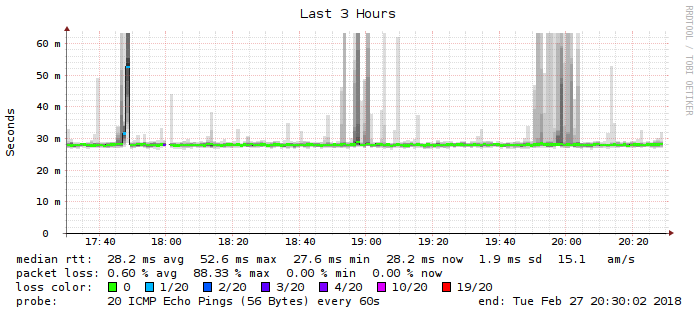 Last 3 Hours
RRDTOOL / TOBI OETIKER
Seconds
60 m
50 m
40 m
30 m
20 m
10 m
0
17:40 18:00 18:20 18:40 19:00 19:20 19:40 20:00 20:20
median rtt: 28.2 ms avg 52.6 ms max 27.6 ms min 28.2 ms now 1.9 ms sd 15.1 am/s
packet loss: 0.60 % avg 88.33 % max 0.00 % min 0.00 % now
loss color: 0 1/20 2/20 3/20 4/20 10/20 19/20
probe: 20 ICMP Echo Pings (56 Bytes) every 60s end: Tue Feb 27 20:30:02 2018